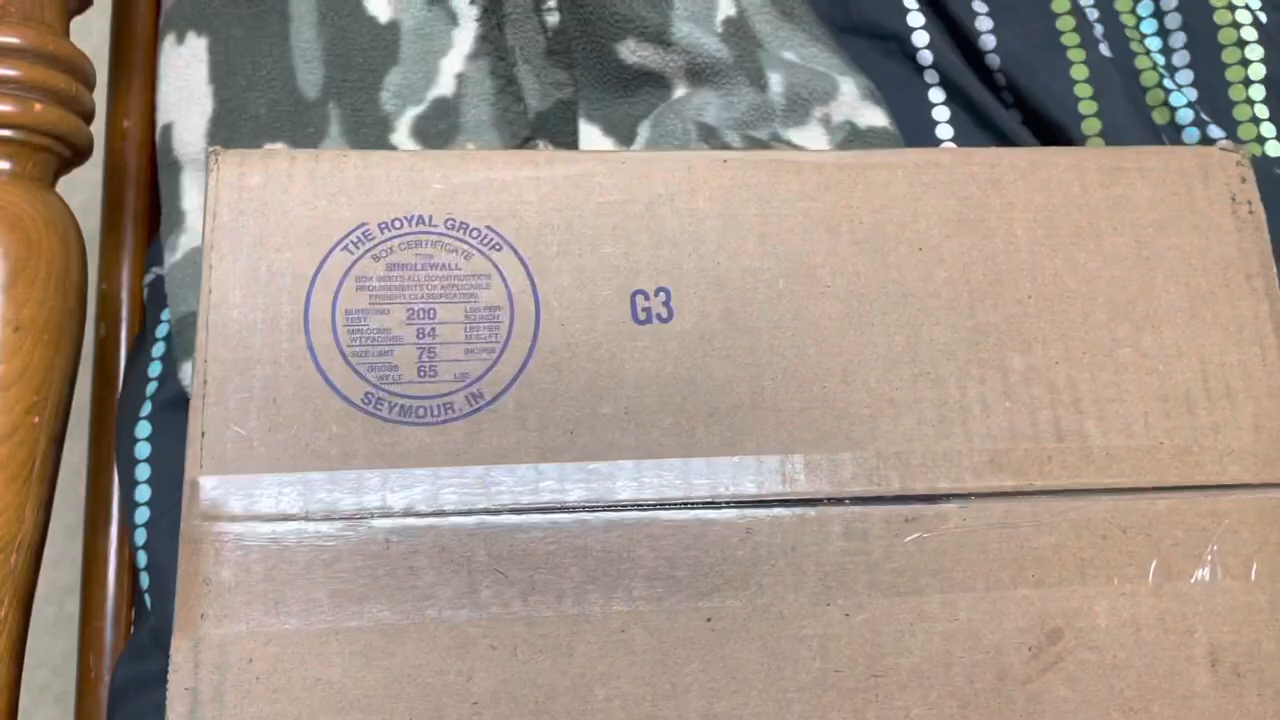 THE ROYAL GROUP
BOX CERTIFICATE
SINGLEWALL
BOX MEETS ALL CONSTRUCTION
REQUIREMENTS OF APPLICABLE
FREIGHT CLASSIFICATION
BURSTING TEST 200 LBS PER SQ INCH
MIN COMB WT FACINGS 84 LBS PER M SQ FT
SIZE LIMIT 75 INCHES
GROSS WT LT 65 LBS
SEYMOUR, IN
G3